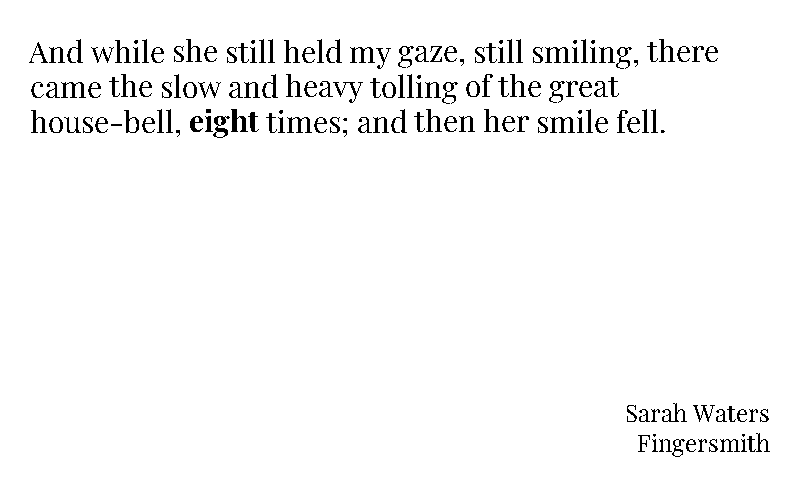 And while she still held my gaze, still smiling, there
came the slow and heavy tolling of the great
house-bell, eight times; and then her smile fell.
Sarah Waters
Fingersmith